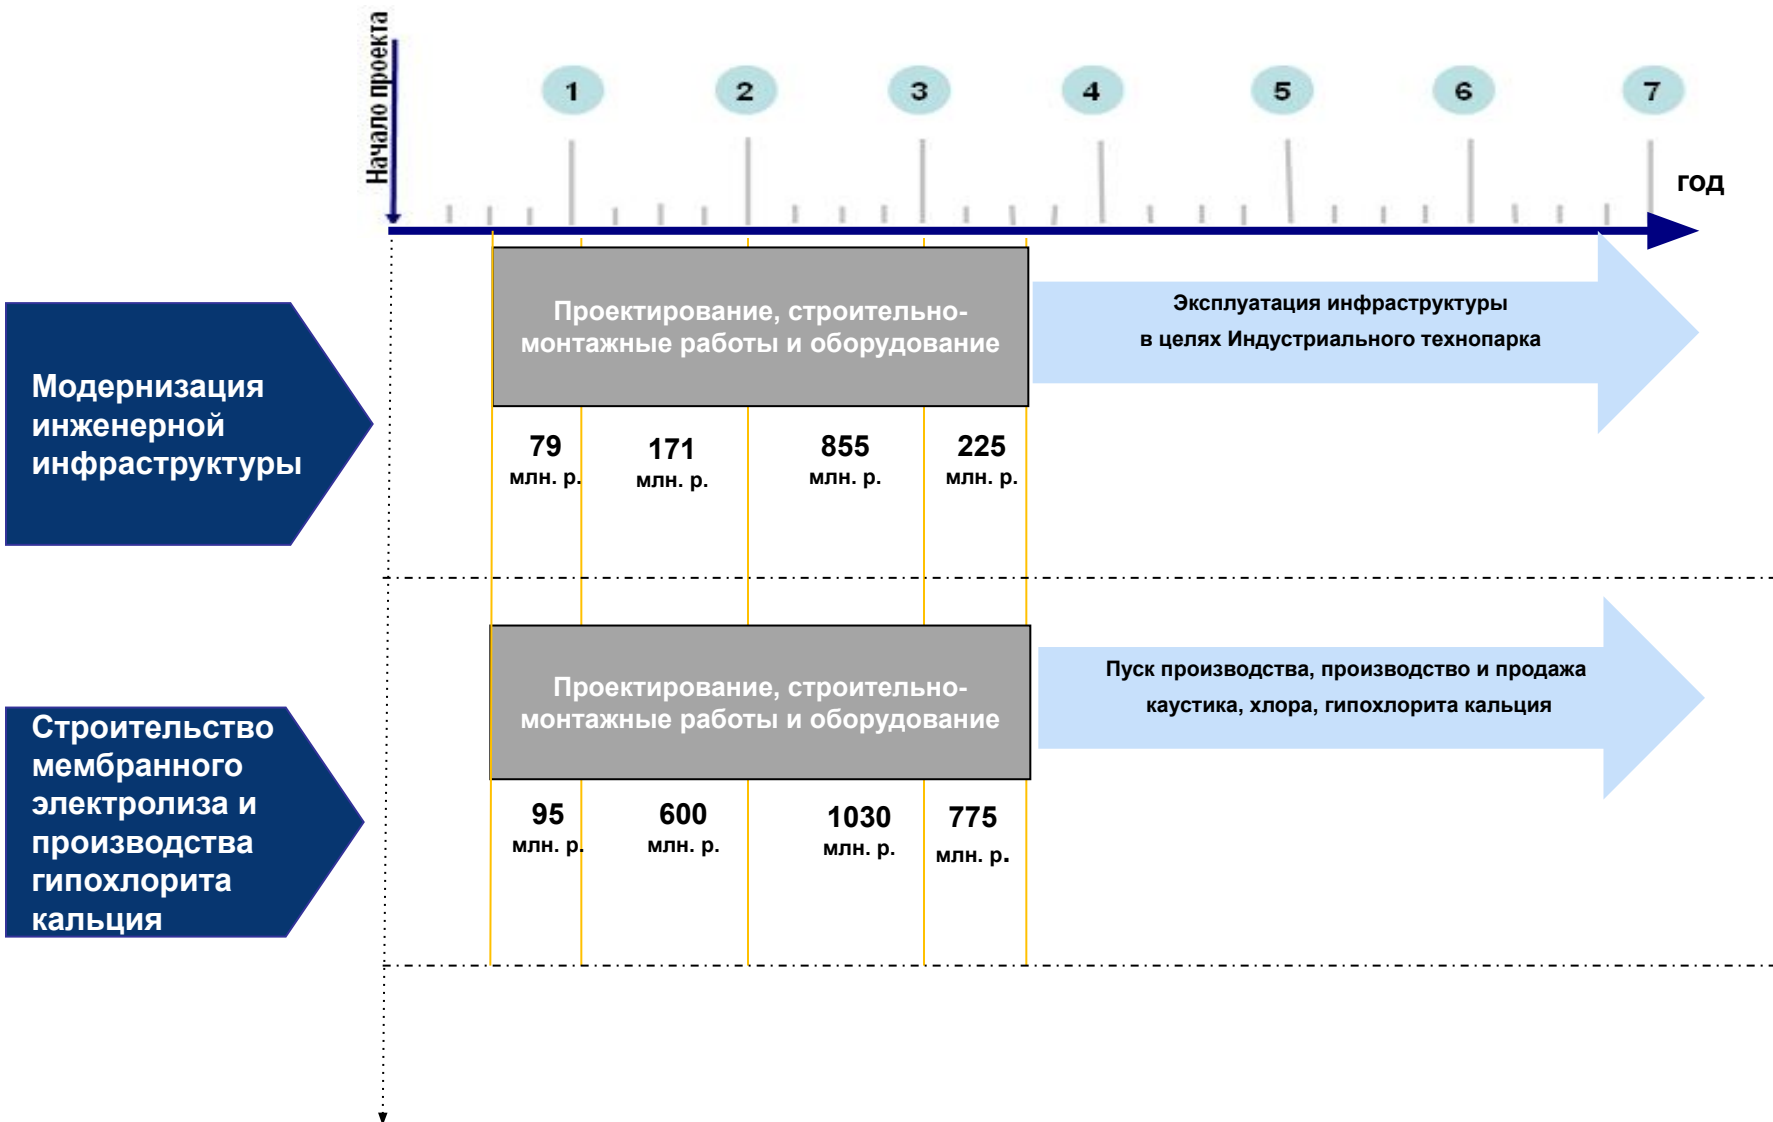 Начало проекта
1
2
3
4
5
6
7
год
Модернизация
инженерной
инфраструктуры
Проектирование, строительно-
монтажные работы и оборудование
Эксплуатация инфраструктуры
в целях Индустриального технопарка
79
млн. р.
171
млн. р.
855
млн. р.
225
млн. р.
Строительство
мембранного
электролиза и
производства
гипохлорита
кальция
Проектирование, строительно-
монтажные работы и оборудование
Пуск производства, производство и продажа
каустика, хлора, гипохлорита кальция
95
млн. р.
600
млн. р.
1030
млн. р.
775
млн. р.